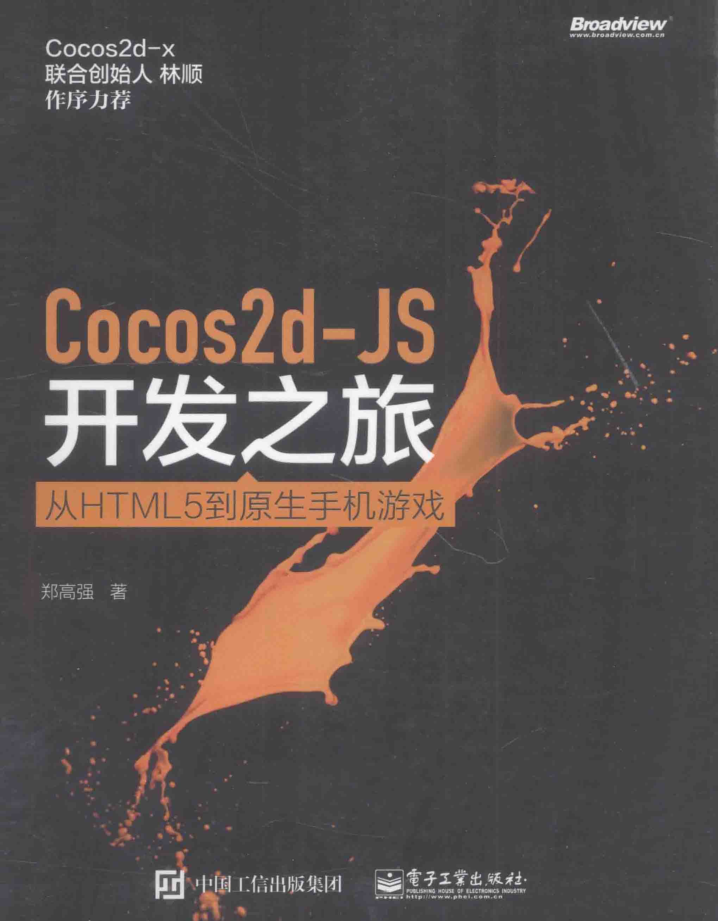 Broadview
www.broadview.com.cn
Cocos2d-x
联合创始人 林顺
作序力荐
Cocos2d-JS
开发之旅
从HTML5到原生手机游戏
郑高强 著
中国工信出版集团
電子工業出版社·
PUBLISHING HOUSE OF ELECTRONICS INDUSTRY
http://www.phei.com.cn